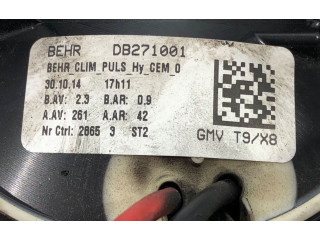 BEHR DB271001
BEHR_CLIM_PULS_Hy_CEM_0
30.10.14 17h11
B.AV: 2.3 B.AR: 0.9
A.AV: 261 A.AR: 42
Nr Ctrl: 2865 3 ST2
GMV T9/X8